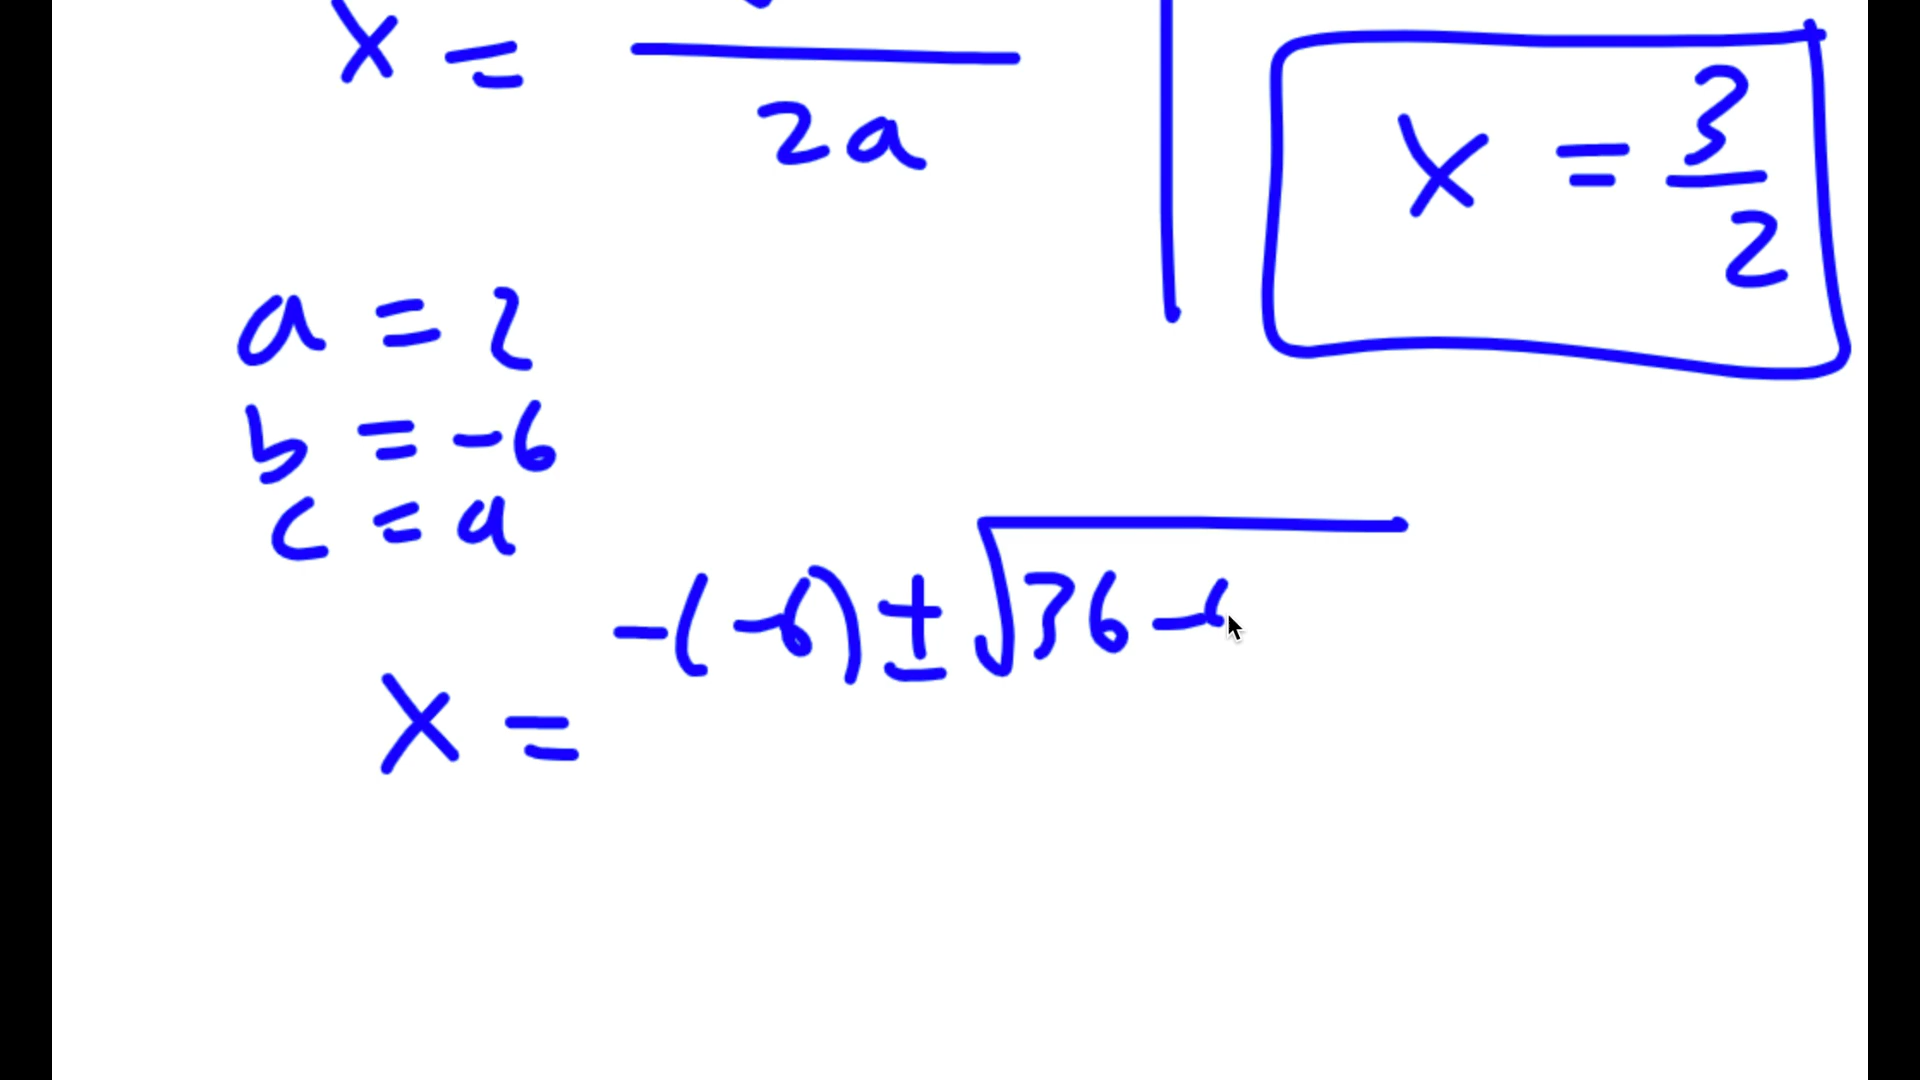 x =
2a
x = 3/2
a = 2
b = -6
c = a
x = -(-6) ± √36 -